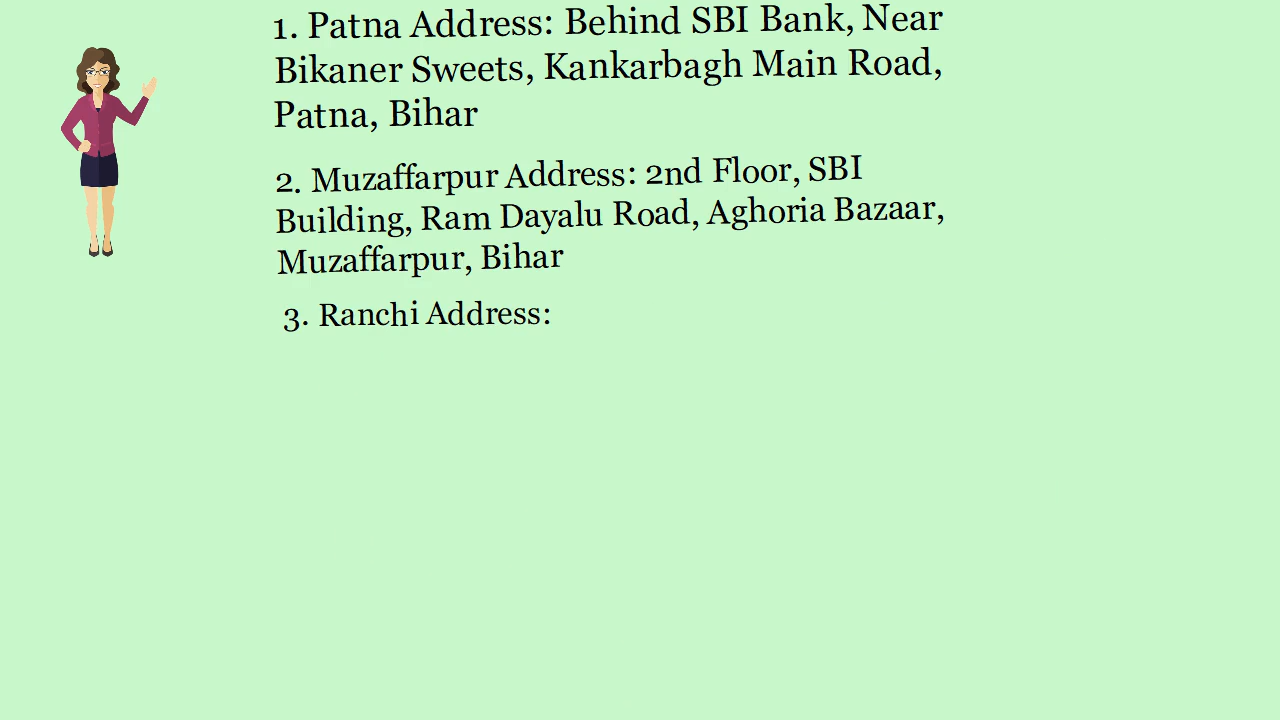 1. Patna Address: Behind SBI Bank, Near
Bikaner Sweets, Kankarbagh Main Road,
Patna, Bihar
2. Muzaffarpur Address: 2nd Floor, SBI
Building, Ram Dayalu Road, Aghoria Bazaar,
Muzaffarpur, Bihar
3. Ranchi Address: